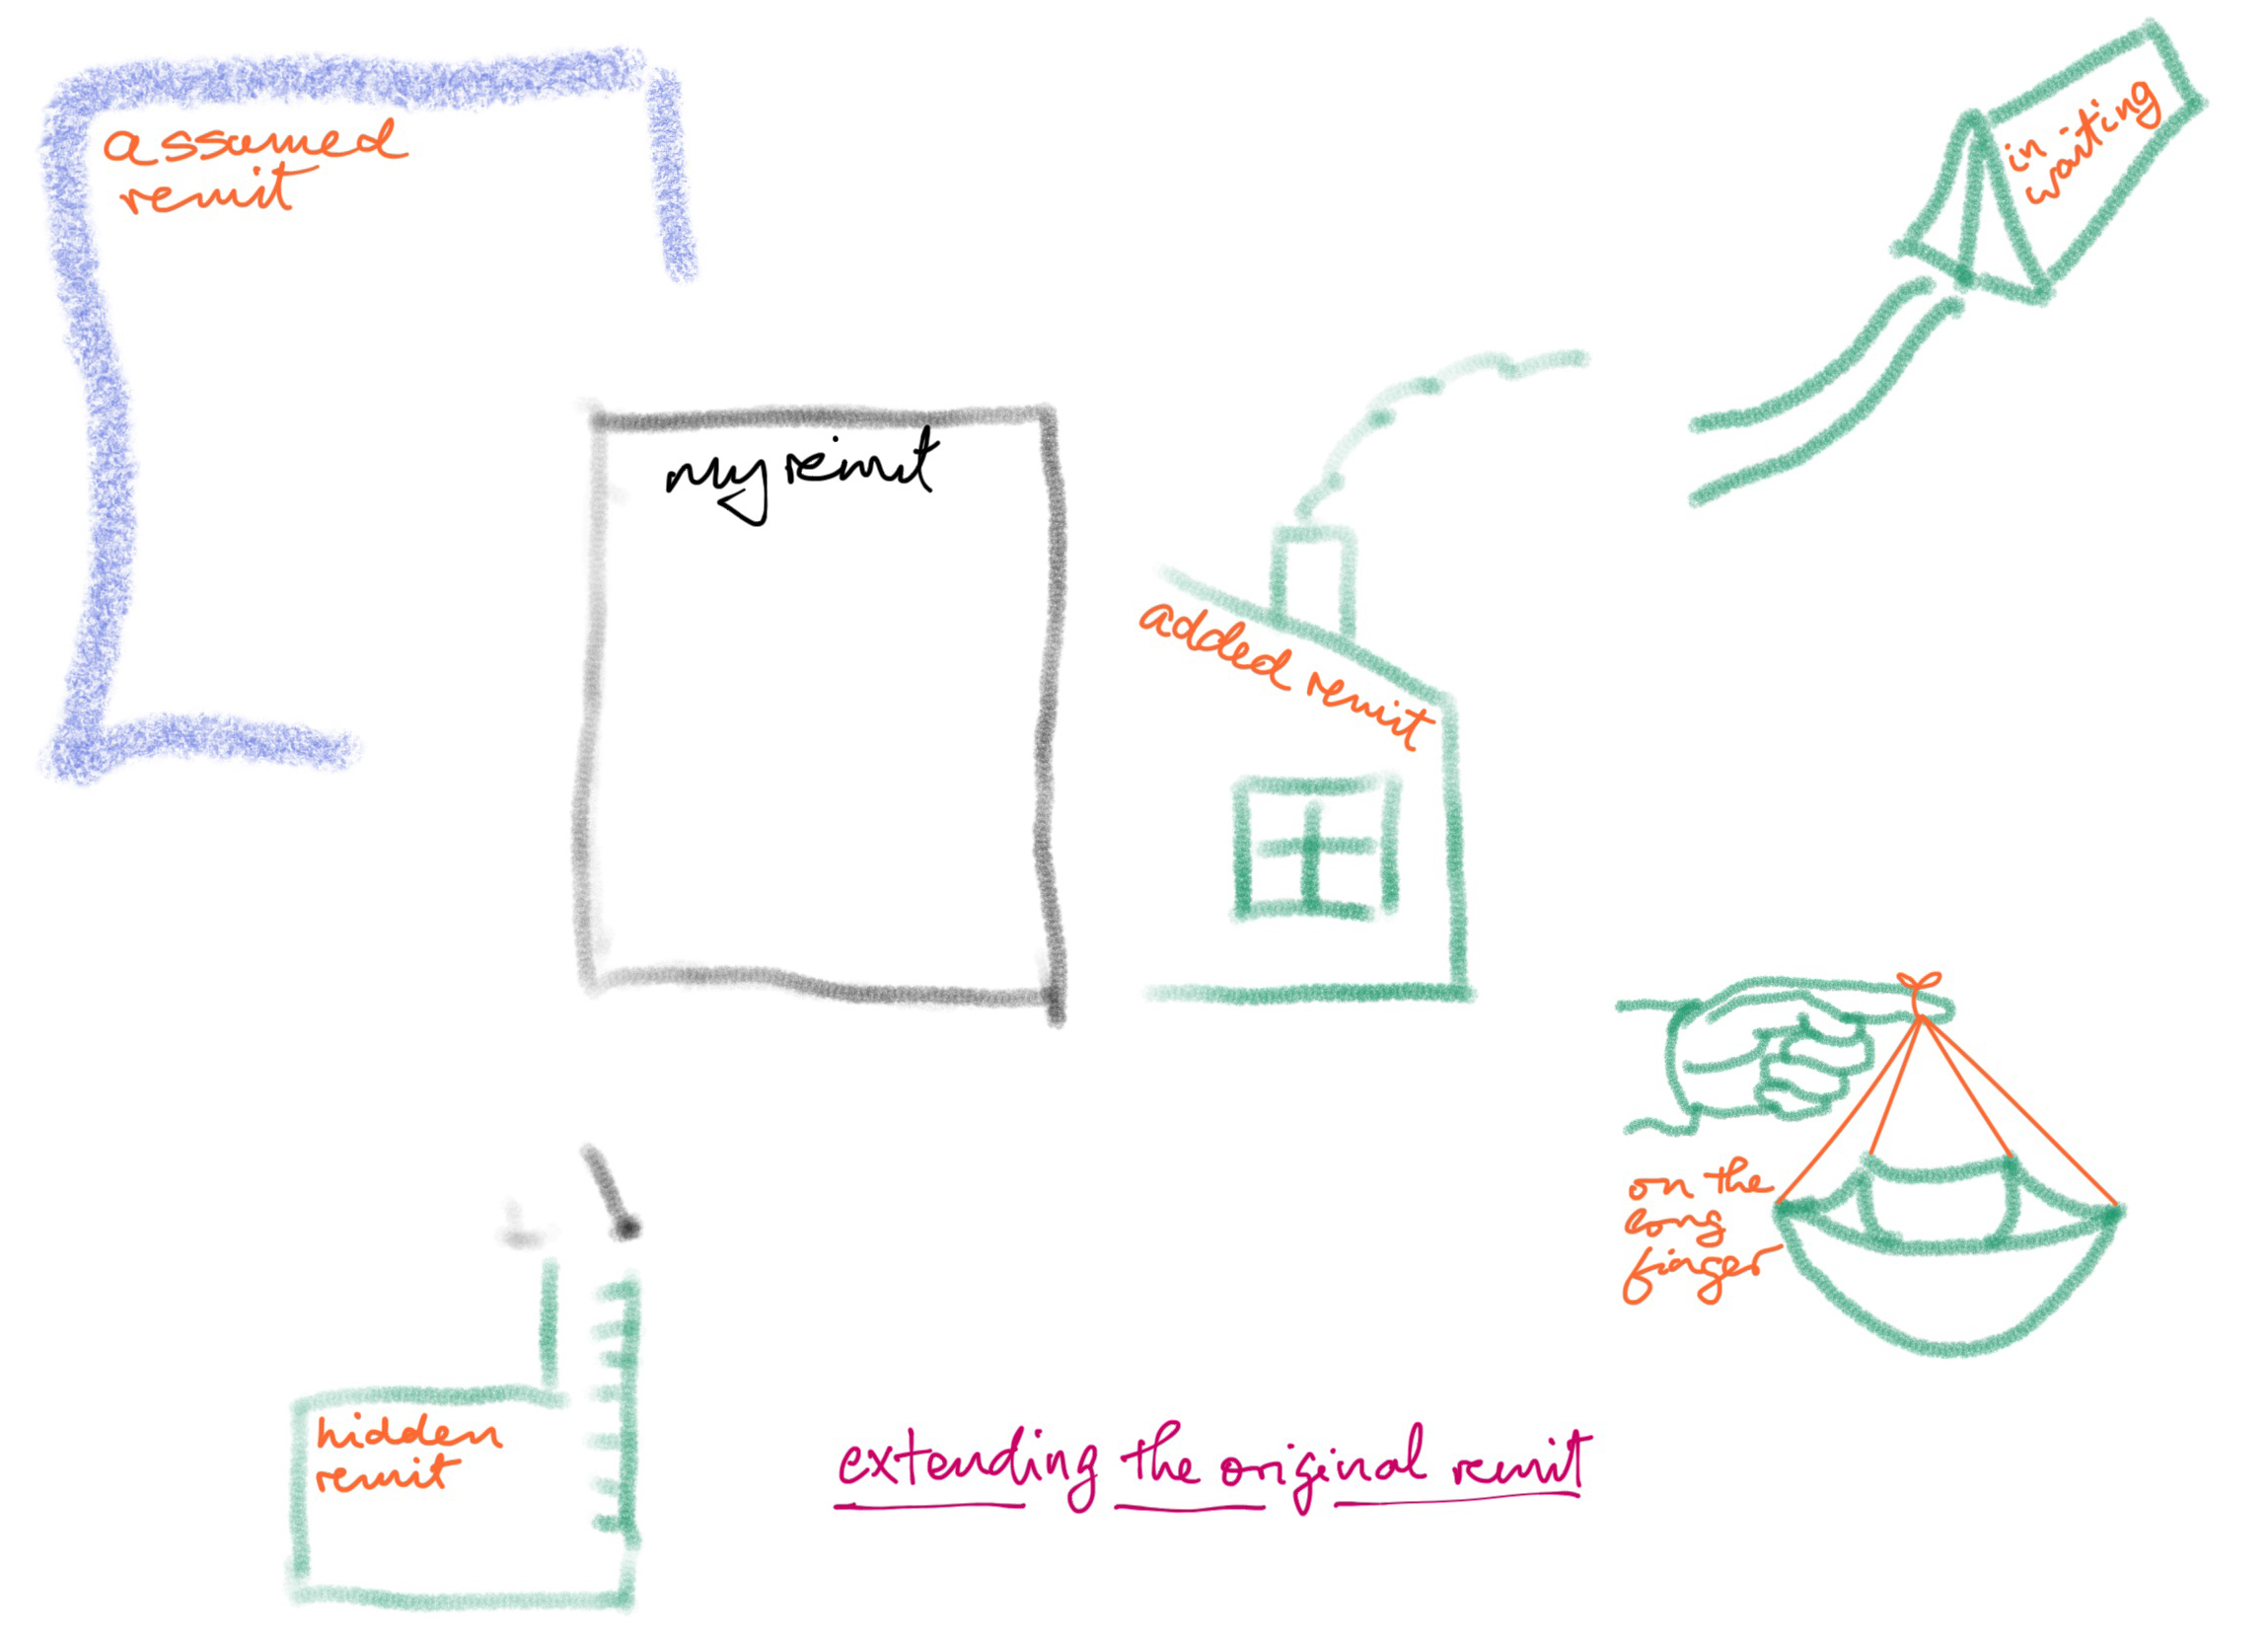 assumed
remit
in
waiting
my remit
added remit
on the
long
finger
hidden
remit
extending the original remit